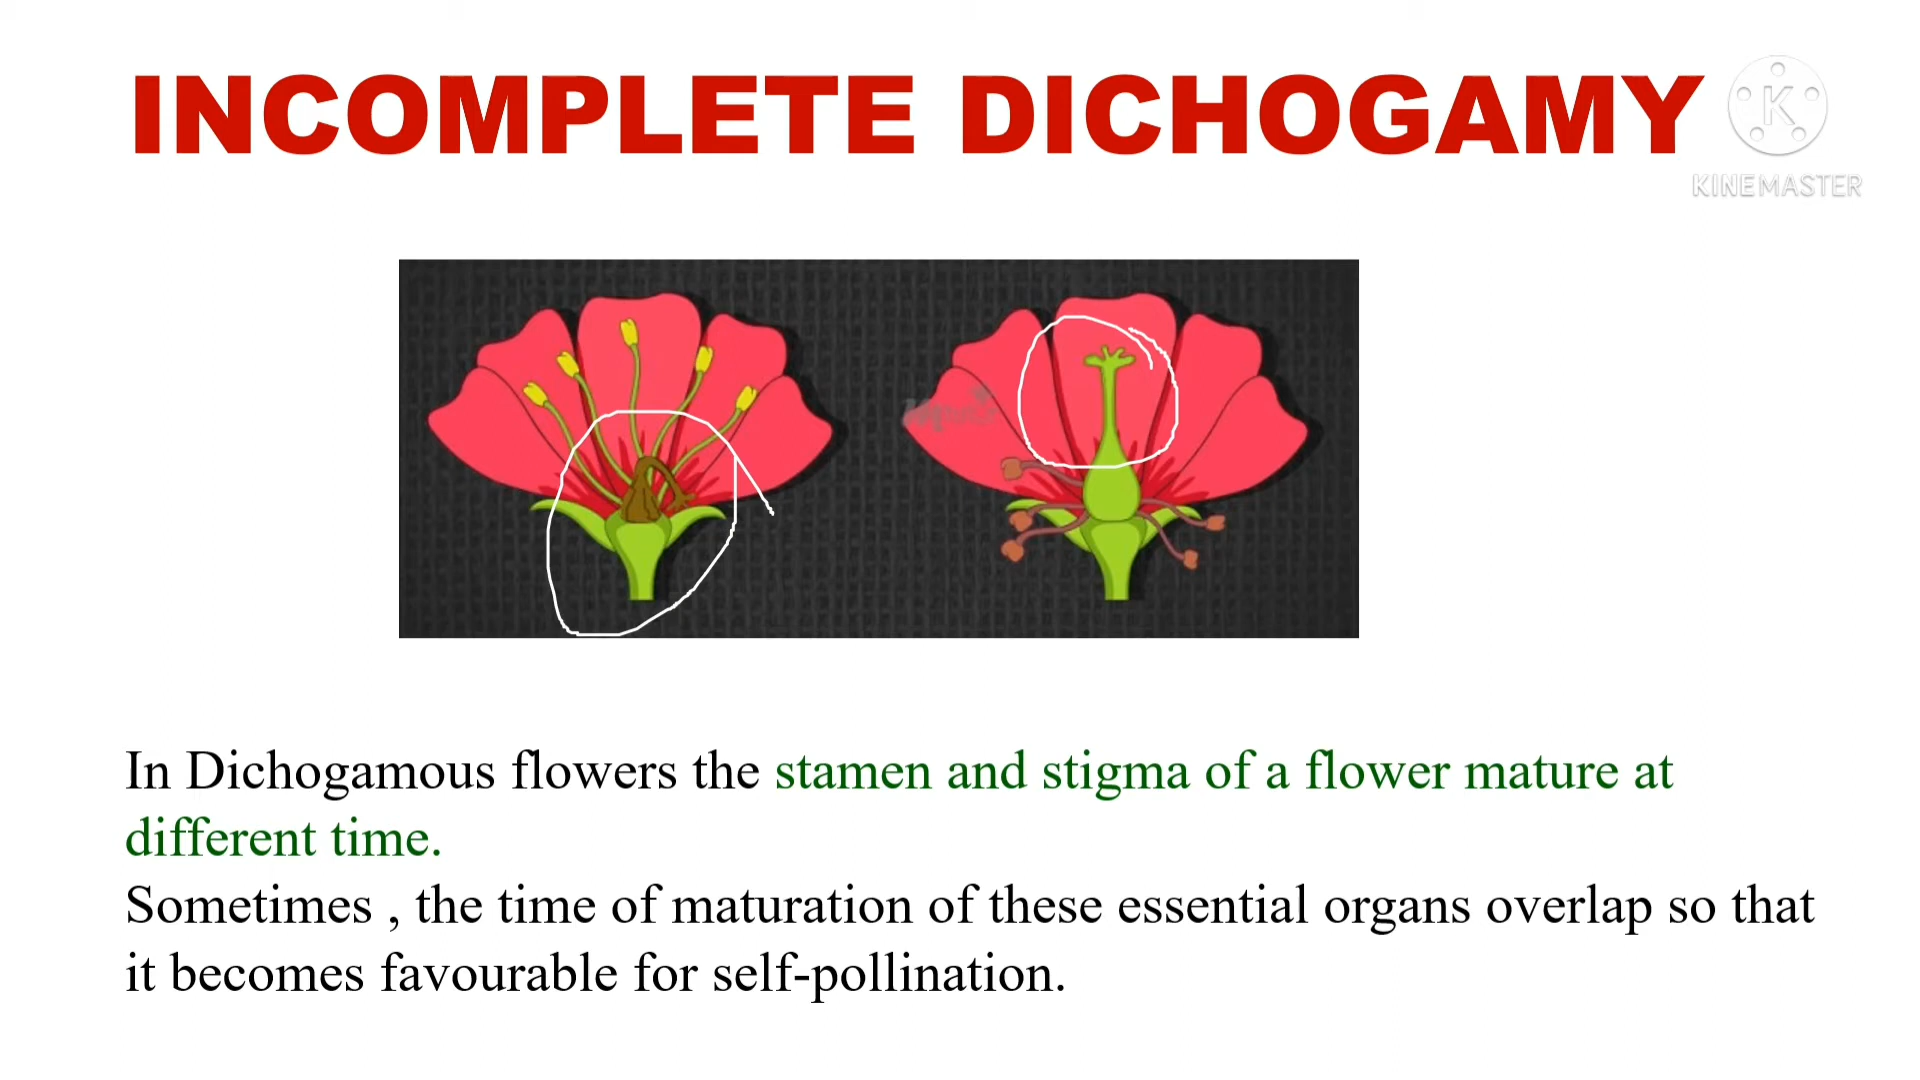 INCOMPLETE DICHOGAMY
K
KINEMASTER
In Dichogamous flowers the stamen and stigma of a flower mature at
different time.
Sometimes , the time of maturation of these essential organs overlap so that
it becomes favourable for self-pollination.